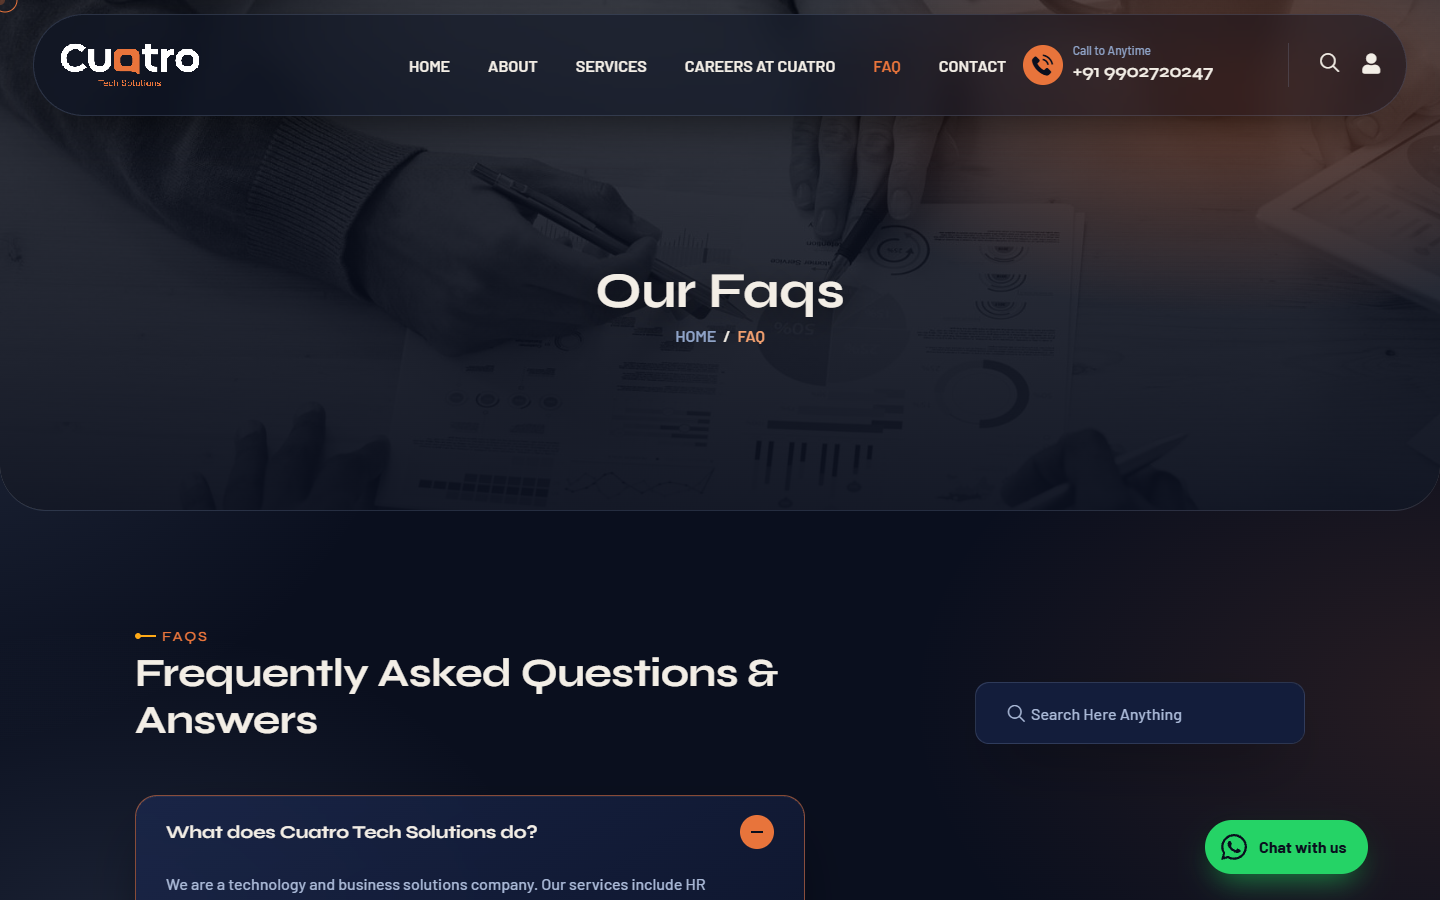 Cuatro
Tech Solutions
HOME
ABOUT
SERVICES
CAREERS AT CUATRO
FAQ
CONTACT
Call to Anytime
+91 9902720247
Our Faqs
HOME / FAQ
FAQS
Frequently Asked Questions &
Answers
Search Here Anything
What does Cuatro Tech Solutions do?
We are a technology and business solutions company. Our services include HR
Chat with us